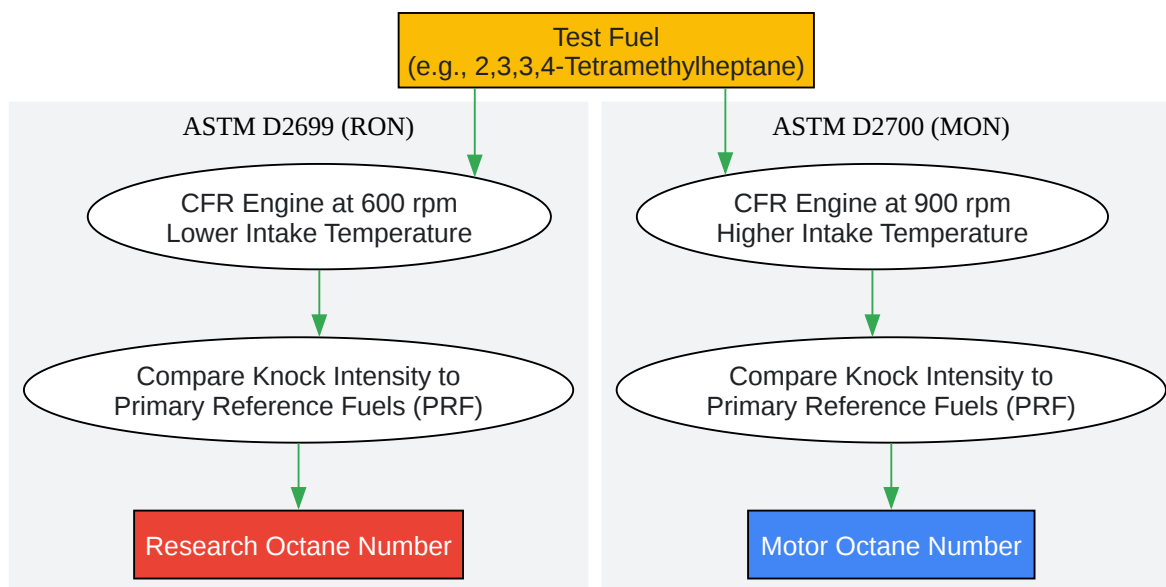 Test Fuel
(e.g., 2,3,3,4-Tetramethylheptane)
ASTM D2699 (RON)
CFR Engine at 600 rpm
Lower Intake Temperature
Compare Knock Intensity to
Primary Reference Fuels (PRF)
Research Octane Number
ASTM D2700 (MON)
CFR Engine at 900 rpm
Higher Intake Temperature
Compare Knock Intensity to
Primary Reference Fuels (PRF)
Motor Octane Number